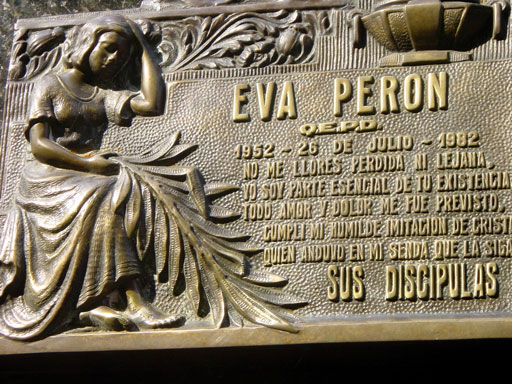 EVA PERON
Q.E.P.D.
1952 - 26 DE JULIO - 1982
NO ME LLORES PERDIDA NI LEJANA,
YO SOY PARTE ESENCIAL DE TU EXISTENCIA
TODO AMOR Y DOLOR ME FUE PREVISTO,
CUMPLI MI HUMILDE IMITACION DE CRIST
QUIEN ANDUVO EN MI SENDA QUE LA SIGA
SUS DISCIPULAS